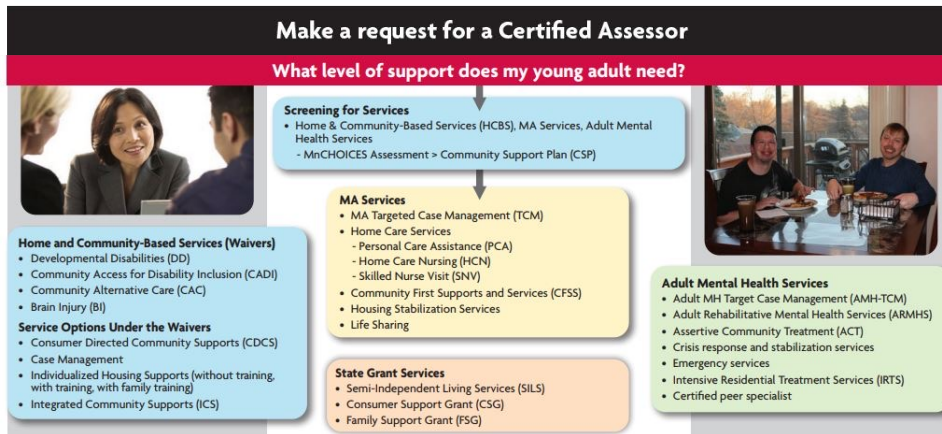 Make a request for a Certified Assessor
What level of support does my young adult need?
Screening for Services
• Home & Community-Based Services (HCBS), MA Services, Adult Mental
Health Services
- MnCHOICES Assessment > Community Support Plan (CSP)
MA Services
• MA Targeted Case Management (TCM)
• Home Care Services
- Personal Care Assistance (PCA)
- Home Care Nursing (HCN)
- Skilled Nurse Visit (SNV)
• Community First Supports and Services (CFSS)
• Housing Stabilization Services
• Life Sharing
Home and Community-Based Services (Waivers)
• Developmental Disabilities (DD)
• Community Access for Disability Inclusion (CADI)
• Community Alternative Care (CAC)
• Brain Injury (BI)
Service Options Under the Waivers
• Consumer Directed Community Supports (CDCS)
• Case Management
• Individualized Housing Supports (without training,
with training, with family training)
• Integrated Community Supports (ICS)
State Grant Services
• Semi-Independent Living Services (SILS)
• Consumer Support Grant (CSG)
• Family Support Grant (FSG)
Adult Mental Health Services
• Adult MH Target Case Management (AMH-TCM)
• Adult Rehabilitative Mental Health Services (ARMHS)
• Assertive Community Treatment (ACT)
• Crisis response and stabilization services
• Emergency services
• Intensive Residential Treatment Services (IRTS)
• Certified peer specialist